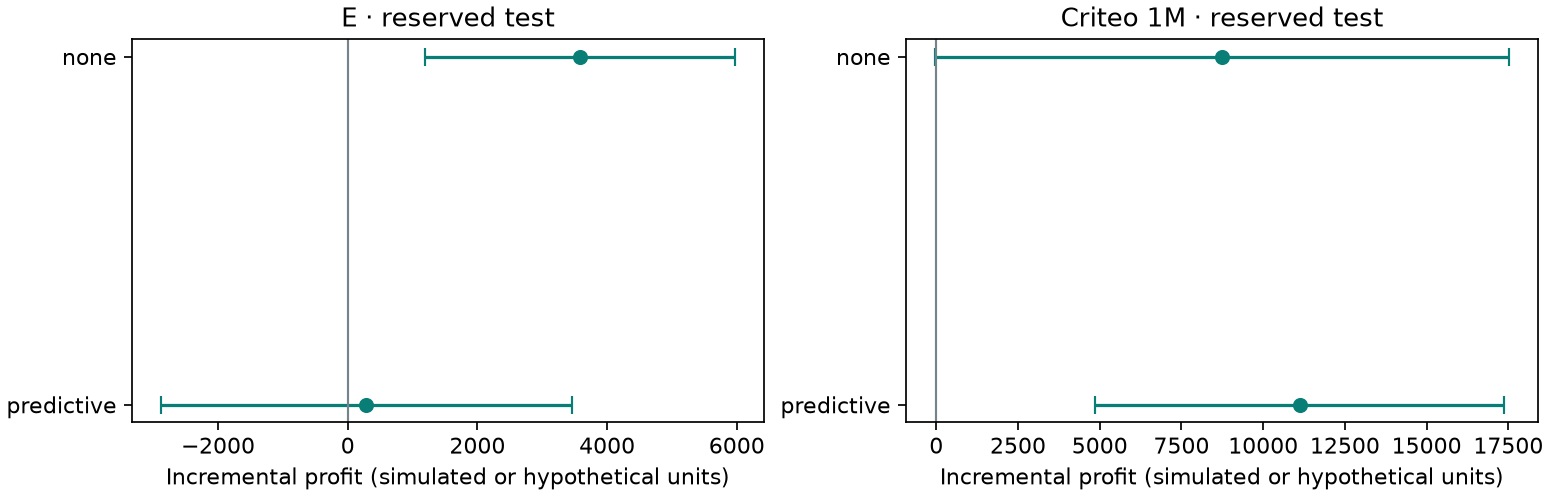 E · reserved test
none
predictive
−2000 0 2000 4000 6000
Incremental profit (simulated or hypothetical units)
Criteo 1M · reserved test
none
predictive
0 2500 5000 7500 10000 12500 15000 17500
Incremental profit (simulated or hypothetical units)